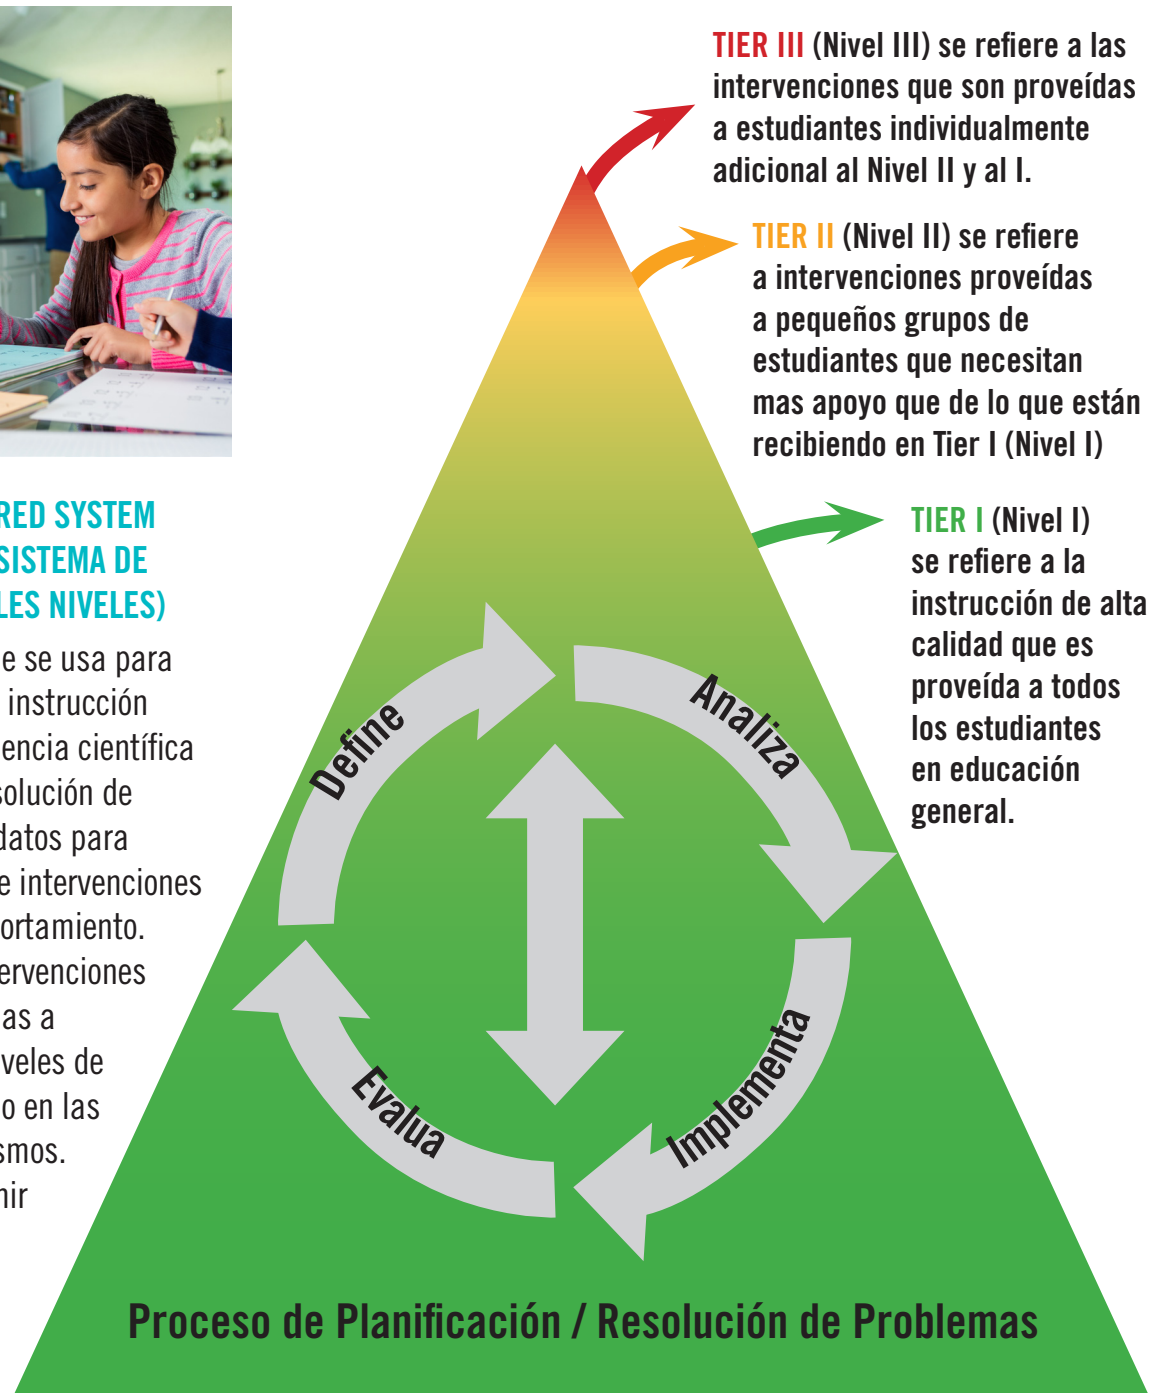 TIER III (Nivel III) se refiere a las
intervenciones que son proveídas
a estudiantes individualmente
adicional al Nivel II y al I.
TIER II (Nivel II) se refiere
a intervenciones proveídas
a pequeños grupos de
estudiantes que necesitan
mas apoyo que de lo que están
recibiendo en Tier I (Nivel I)
TIER I (Nivel I)
se refiere a la
instrucción de alta
calidad que es
proveída a todos
los estudiantes
en educación
general.
RED SYSTEM
SISTEMA DE
LES NIVELES)
e se usa para
instrucción
encia científica
solución de
datos para
e intervenciones
ortamiento.
ervenciones
as a
veles de
o en las
smos.
nir
Define
Analiza
Implementa
Evalua
Proceso de Planificación / Resolución de Problemas